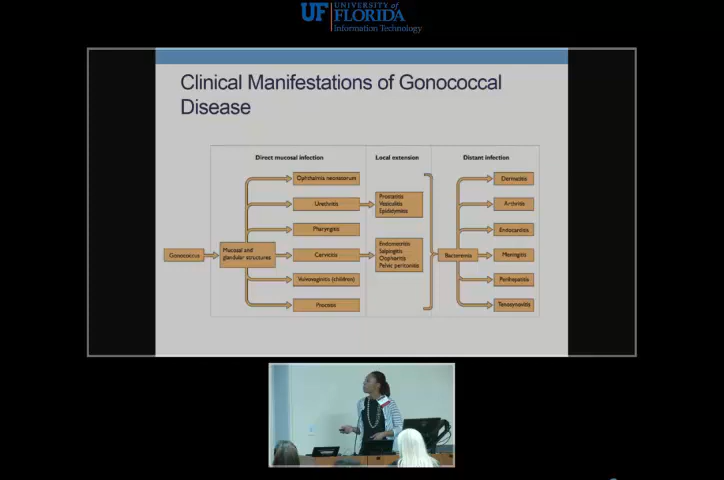 UF UNIVERSITY of
FLORIDA
Information Technology
Clinical Manifestations of Gonococcal
Disease
Direct mucosal infection
Local extension
Distant infection
Ophthalmia neonatorum
Urethritis
Pharyngitis
Cervicitis
Vulvovaginitis (children)
Proctitis
Gonococcus
Mucosal and
glandular structures
Prostatitis
Vesiculitis
Epididymitis
Endometritis
Salpingitis
Oophoritis
Pelvic peritonitis
Bacteremia
Dermatitis
Arthritis
Endocarditis
Meningitis
Perihepatitis
Tenosynovitis